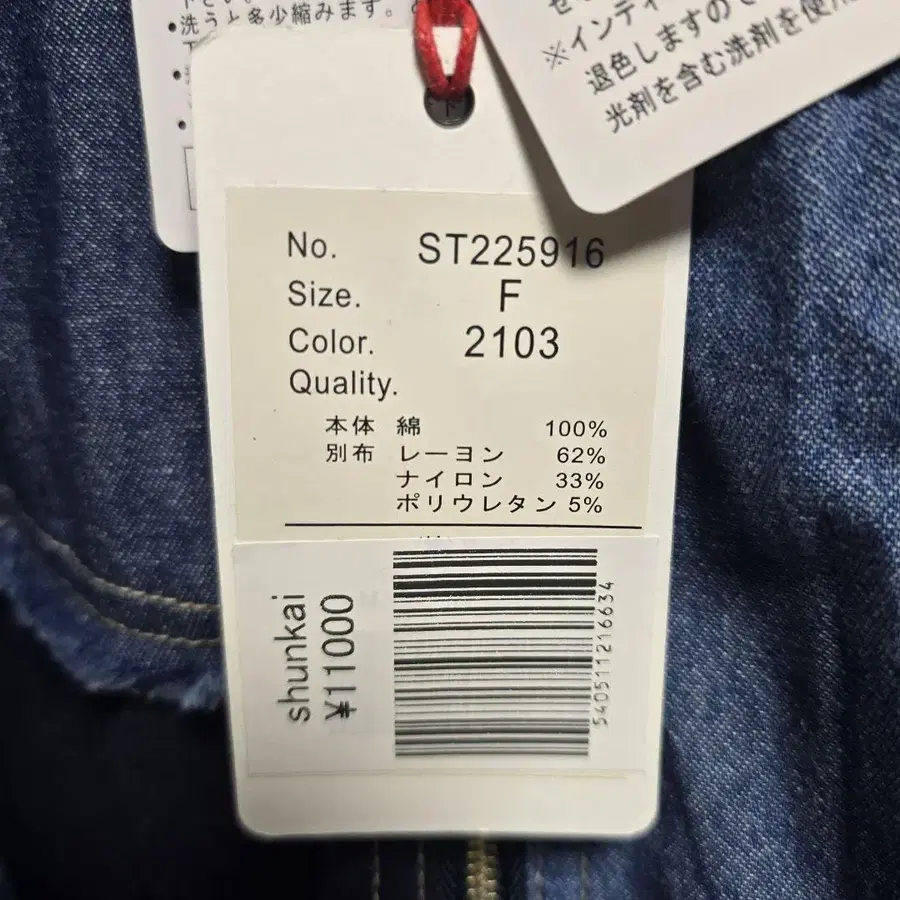 •洗うと多少縮みます。
※インディ
退色しますので
光剤を含む洗剤を使用
No. ST225916
Size. F
Color. 2103
Quality.
本体 綿 100%
別布 レーヨン 62%
ナイロン 33%
ポリウレタン 5%
shunkai
¥11000
540511216634